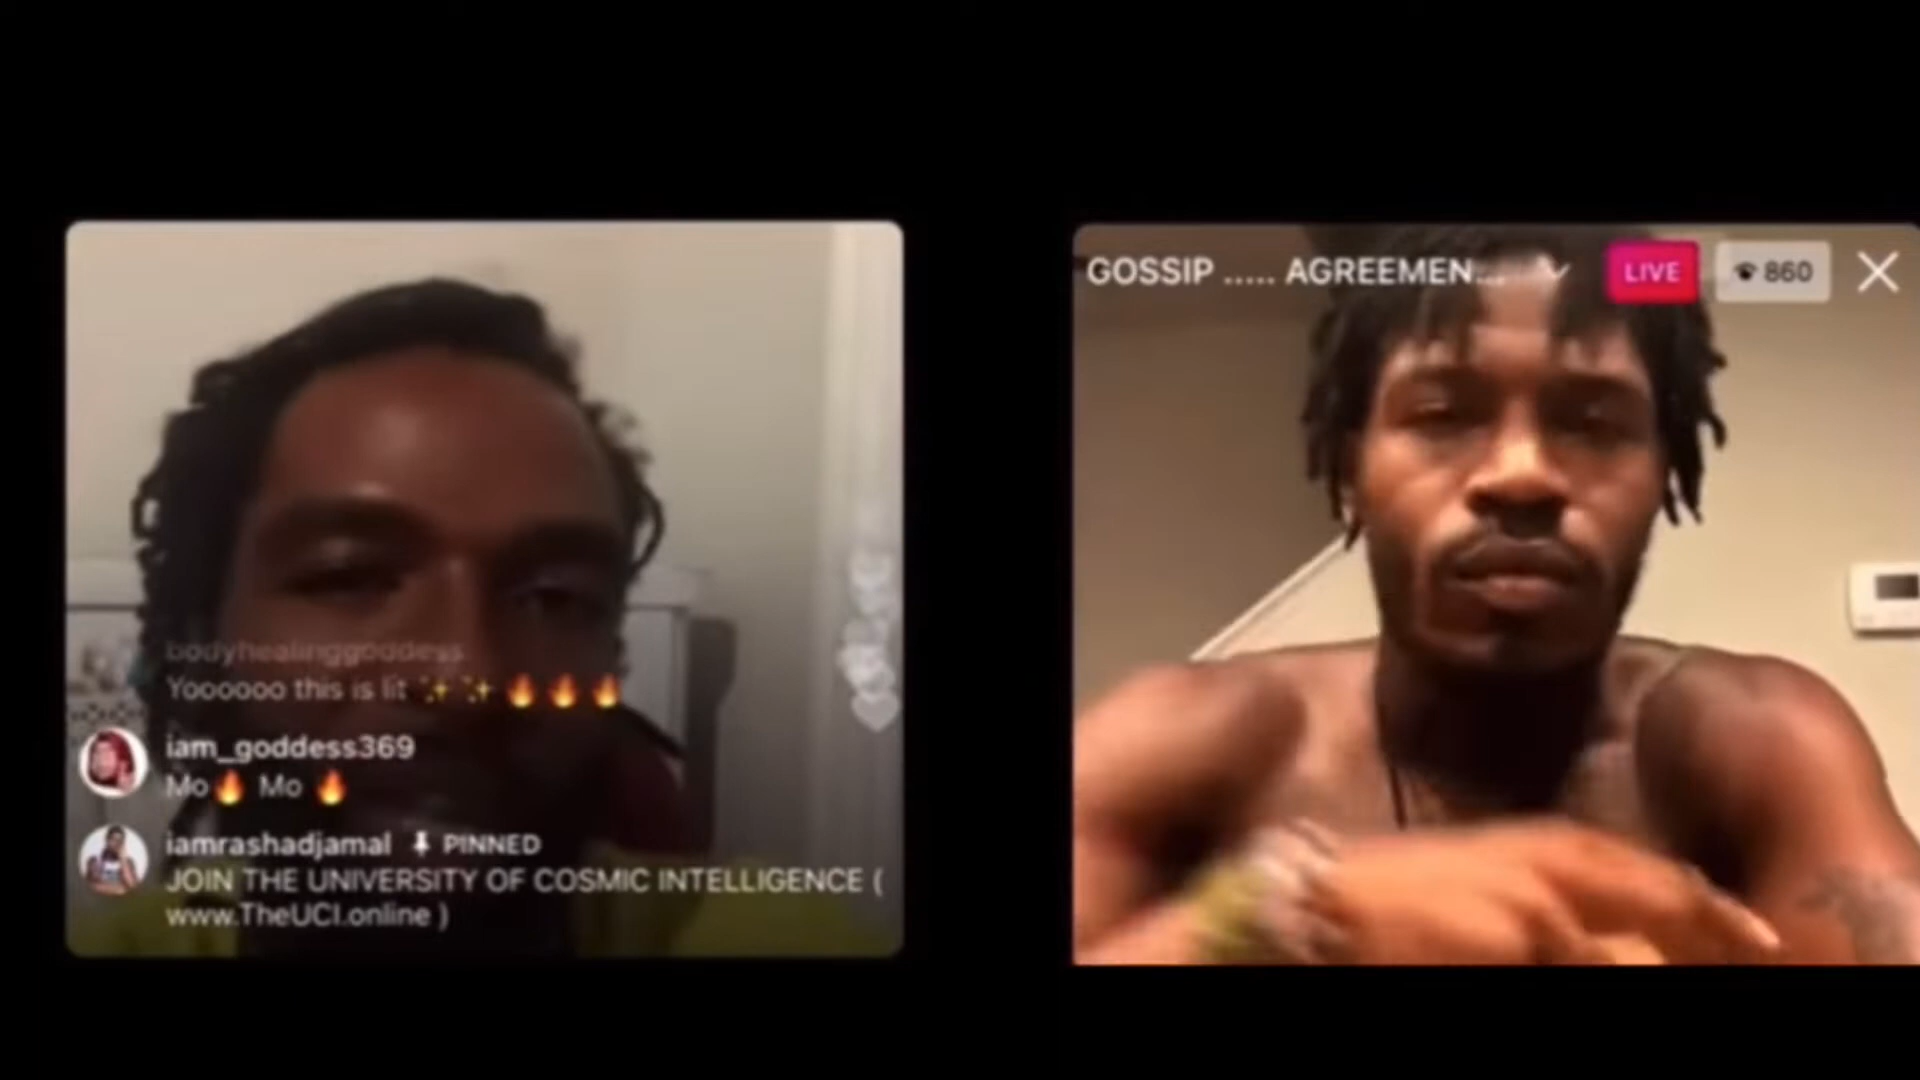 bodyhealinggoddess
Yoooooo this is lit ✨ ✨ 🔥 🔥 🔥
iam_goddess369
Mo🔥 Mo 🔥
iamrashadjamal 📌 PINNED
JOIN THE UNIVERSITY OF COSMIC INTELLIGENCE (
www.TheUCI.online )
GOSSIP ..... AGREEMEN...
LIVE
860